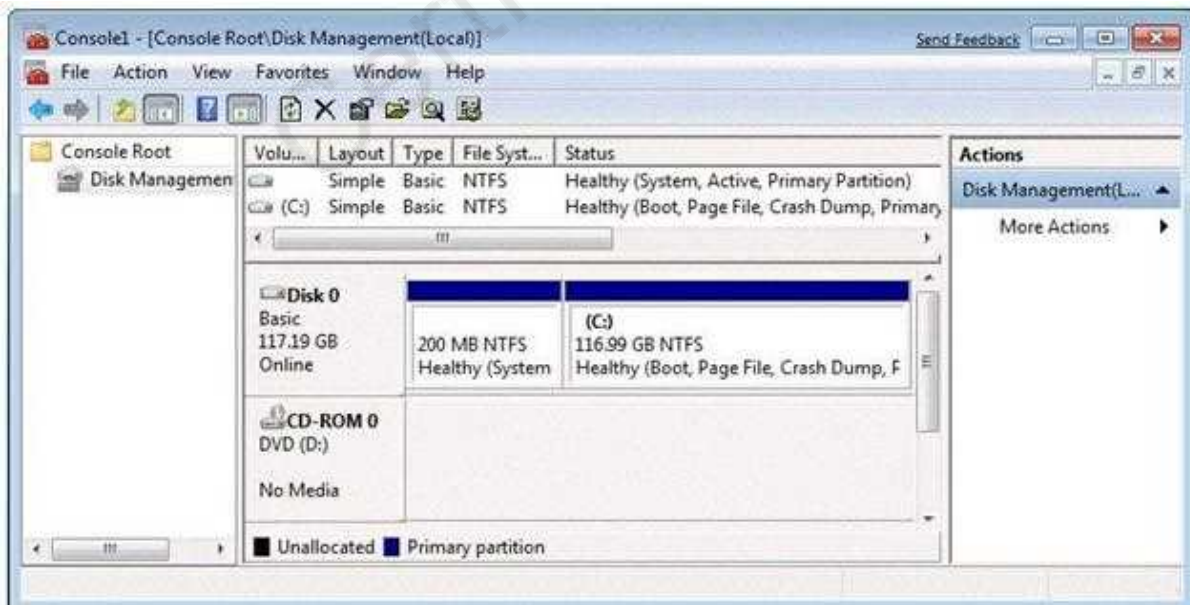 Console1 - [Console Root\Disk Management(Local)]
Send Feedback
File Action View Favorites Window Help
Console Root
Disk Managemen
Volu... Layout Type File Syst... Status
Simple Basic NTFS Healthy (System, Active, Primary Partition)
(C:) Simple Basic NTFS Healthy (Boot, Page File, Crash Dump, Primary
Disk 0
Basic
117.19 GB
Online
200 MB NTFS
Healthy (System
(C:)
116.99 GB NTFS
Healthy (Boot, Page File, Crash Dump, P
CD-ROM 0
DVD (D:)
No Media
Unallocated Primary partition
Actions
Disk Management(L...
More Actions